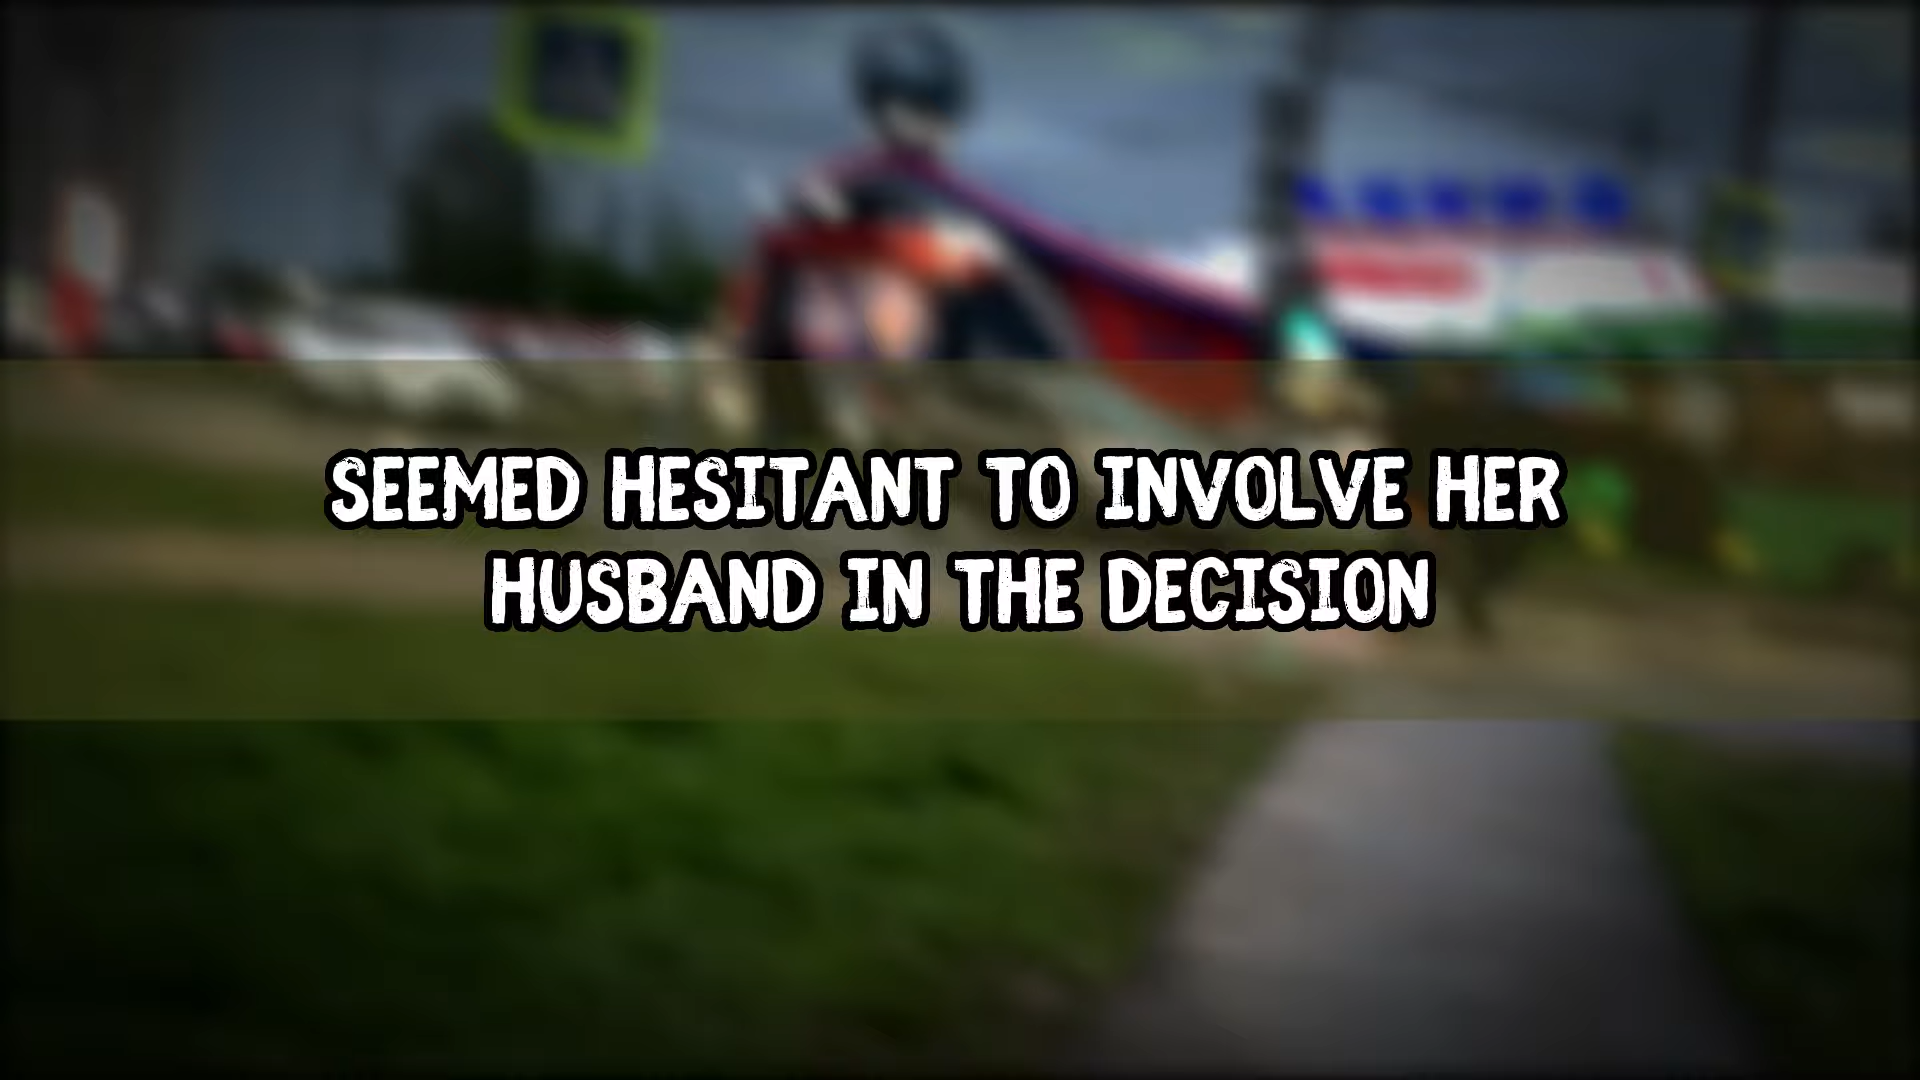 SEEMED HESITANT TO INVOLVE HER
HUSBAND IN THE DECISION